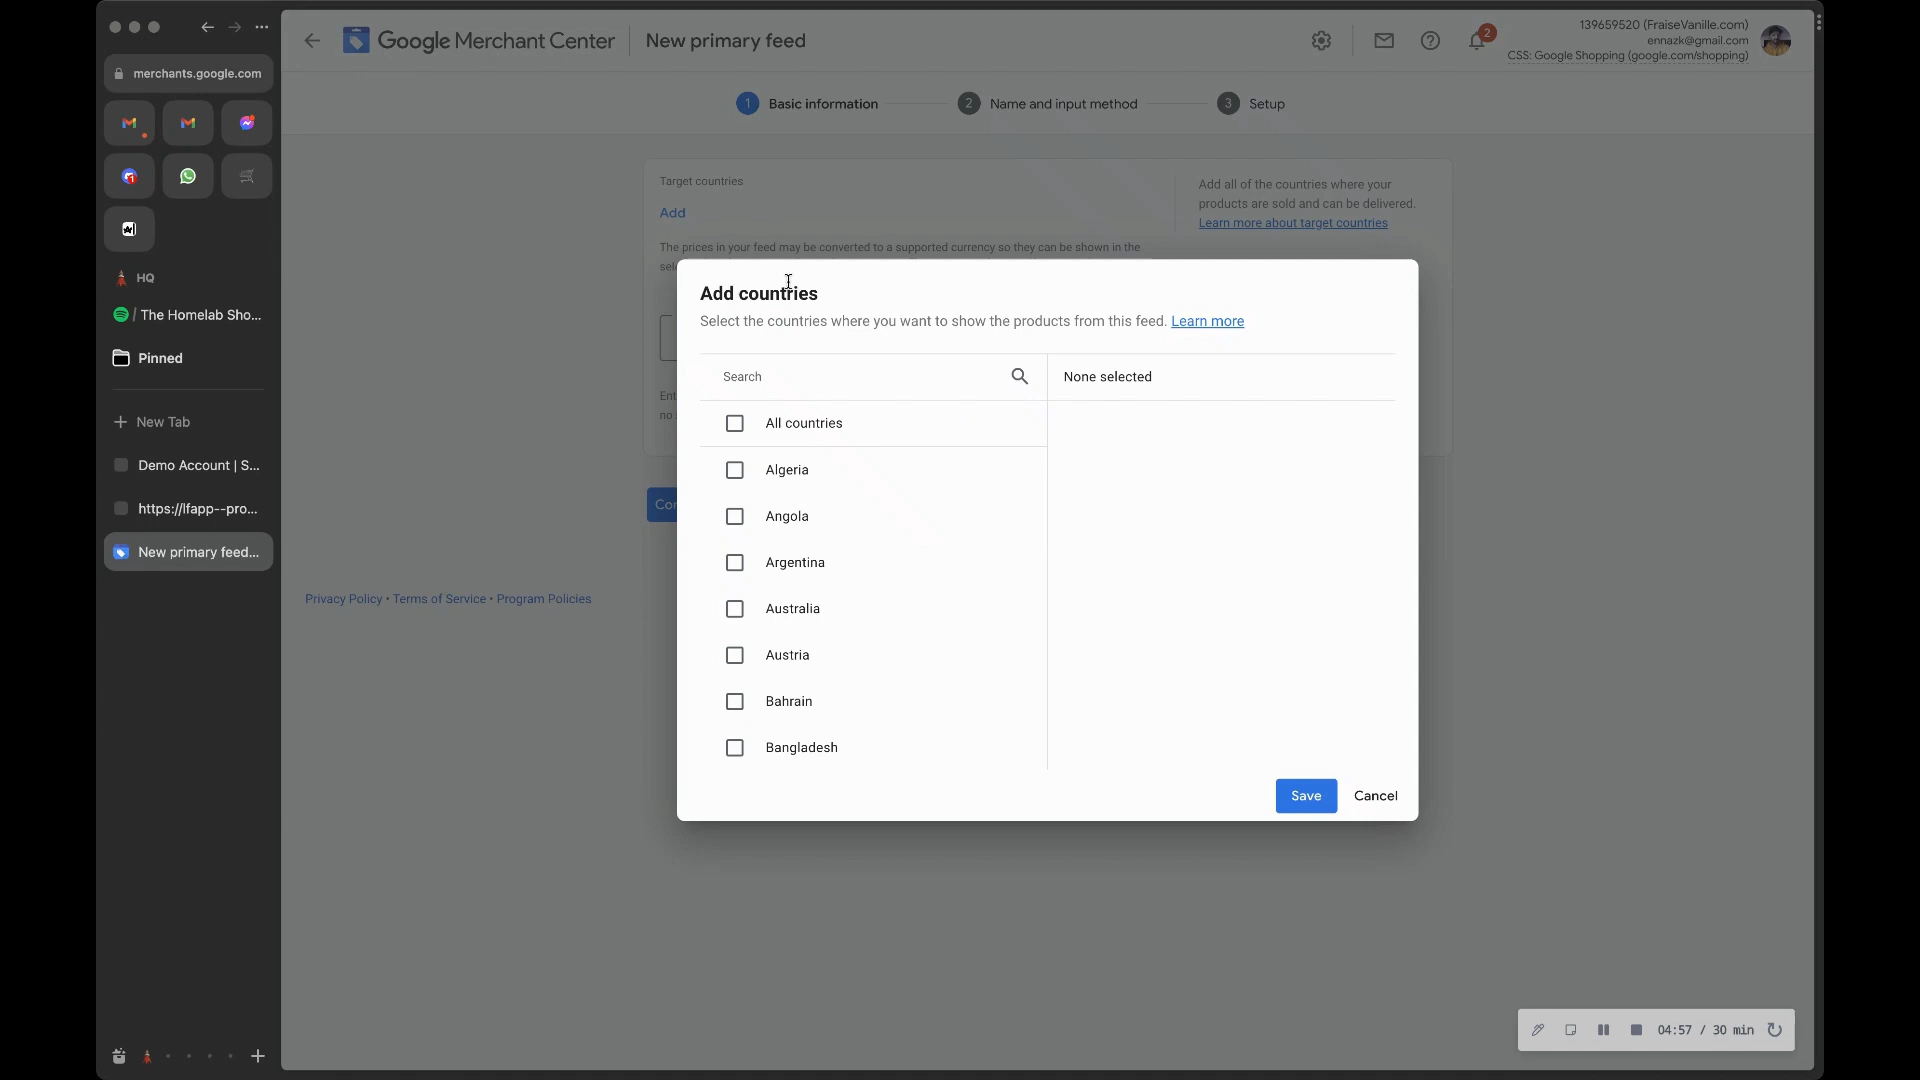 merchants.google.com
HQ
/ The Homelab Sho...
Pinned
New Tab
Demo Account | S...
https://lfapp--pro...
New primary feed...
Google Merchant Center
New primary feed
2
139659520 (FraiseVanille.com)
ennazk@gmail.com
CSS: Google Shopping (google.com/shopping)
1 Basic information
2 Name and input method
3 Setup
Target countries
Add
The prices in your feed may be converted to a supported currency so they can be shown in the
Add all of the countries where your
products are sold and can be delivered.
Learn more about target countries
Add countries
Select the countries where you want to show the products from this feed. Learn more
Search
None selected
All countries
Algeria
Angola
Argentina
Australia
Austria
Bahrain
Bangladesh
Save
Cancel
Privacy Policy • Terms of Service • Program Policies
04:57 / 30 min